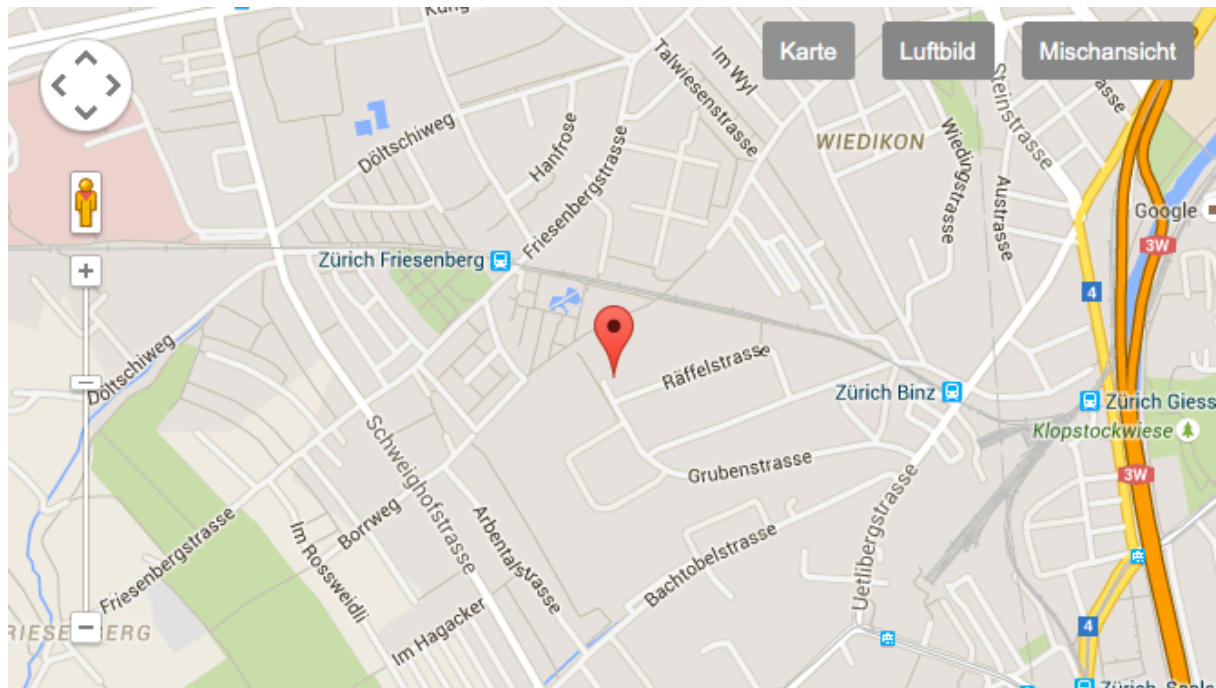 Karte
Luftbild
Mischansicht
Talwiesenstrasse
Im Wyl
Steinstrasse
Döltschiweg
Hanfrose
WIEDIKON
Wiedingstrasse
Austrasse
Friesenbergstrasse
Google
3W
Zürich Friesenberg
4
Räffelstrasse
Döltschiweg
Zürich Binz
Zürich Giess
Klopstockwiese
Schweighofstrasse
Grubenstrasse
3W
Uetlibergstrasse
Borrweg
Arbentalstrasse
Friesenbergstrasse
Im Rossweidli
Bachtobelstrasse
Im Hagacker
4